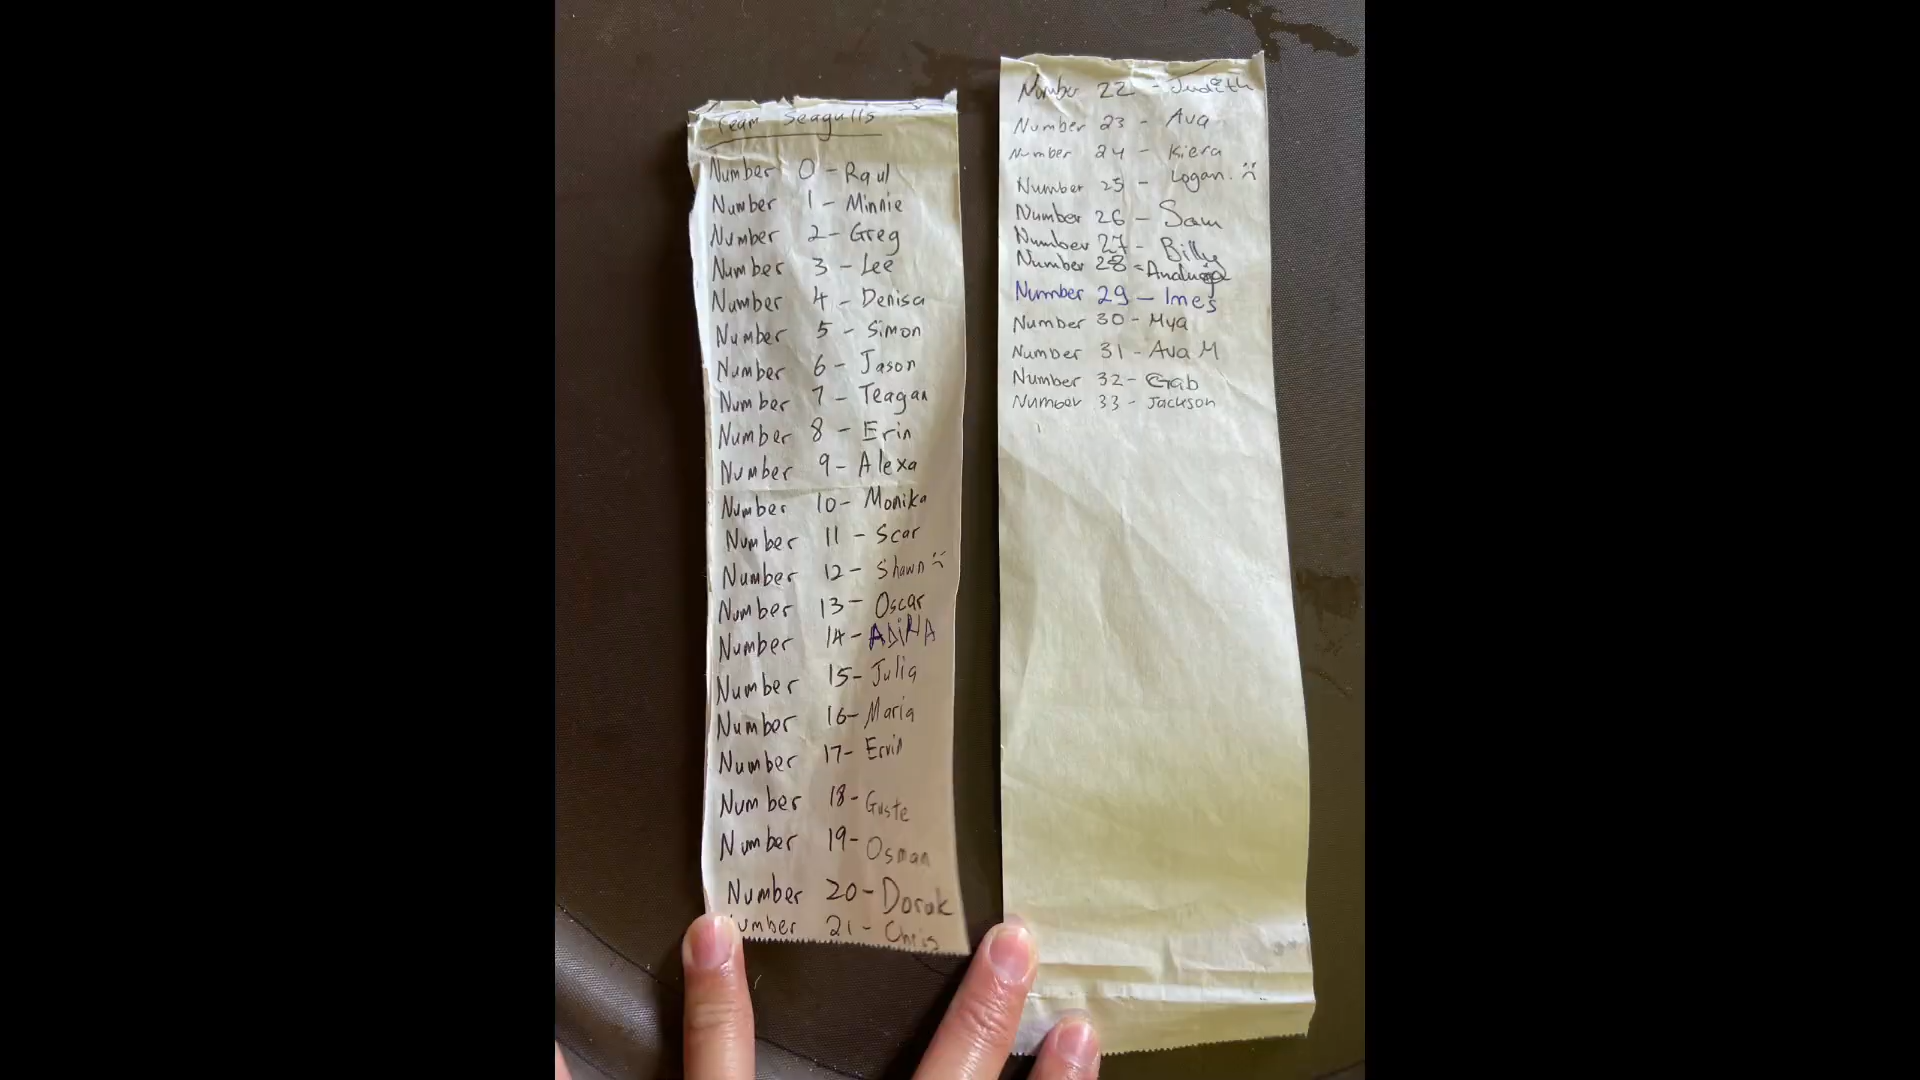 Team Seagulls
Number 0 - Raul
Number 1 - Minnie
Number 2 - Greg
Number 3 - Lee
Number 4 - Denisa
Number 5 - Simon
Number 6 - Jason
Number 7 - Teagan
Number 8 - Erin
Number 9 - Alexa
Number 10 - Monika
Number 11 - Scar
Number 12 - Shawn
Number 13 - Oscar
Number 14 - ADiNA
Number 15 - Julia
Number 16 - Maria
Number 17 - Ervin
Number 18 - Guste
Number 19 - Osman
Number 20 - Doruk
Number 21 - Chris
Number 22 - Judith
Number 23 - Ava
Number 24 - Kiera
Number 25 - Logan.
Number 26 - Sam
Number 27 - Billy
Number 28 -
Number 29 - Ines
Number 30 - Mya
Number 31 - Ava M
Number 32 - Gab
Number 33 - Jackson